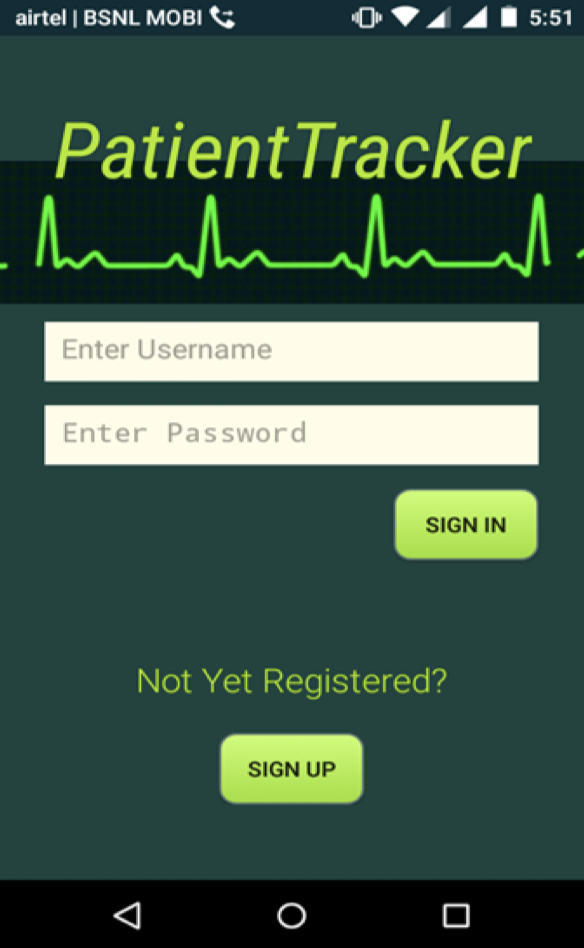 airtel | BSNL MOBI 5:51
PatientTracker
Enter Username
Enter Password
SIGN IN
Not Yet Registered?
SIGN UP